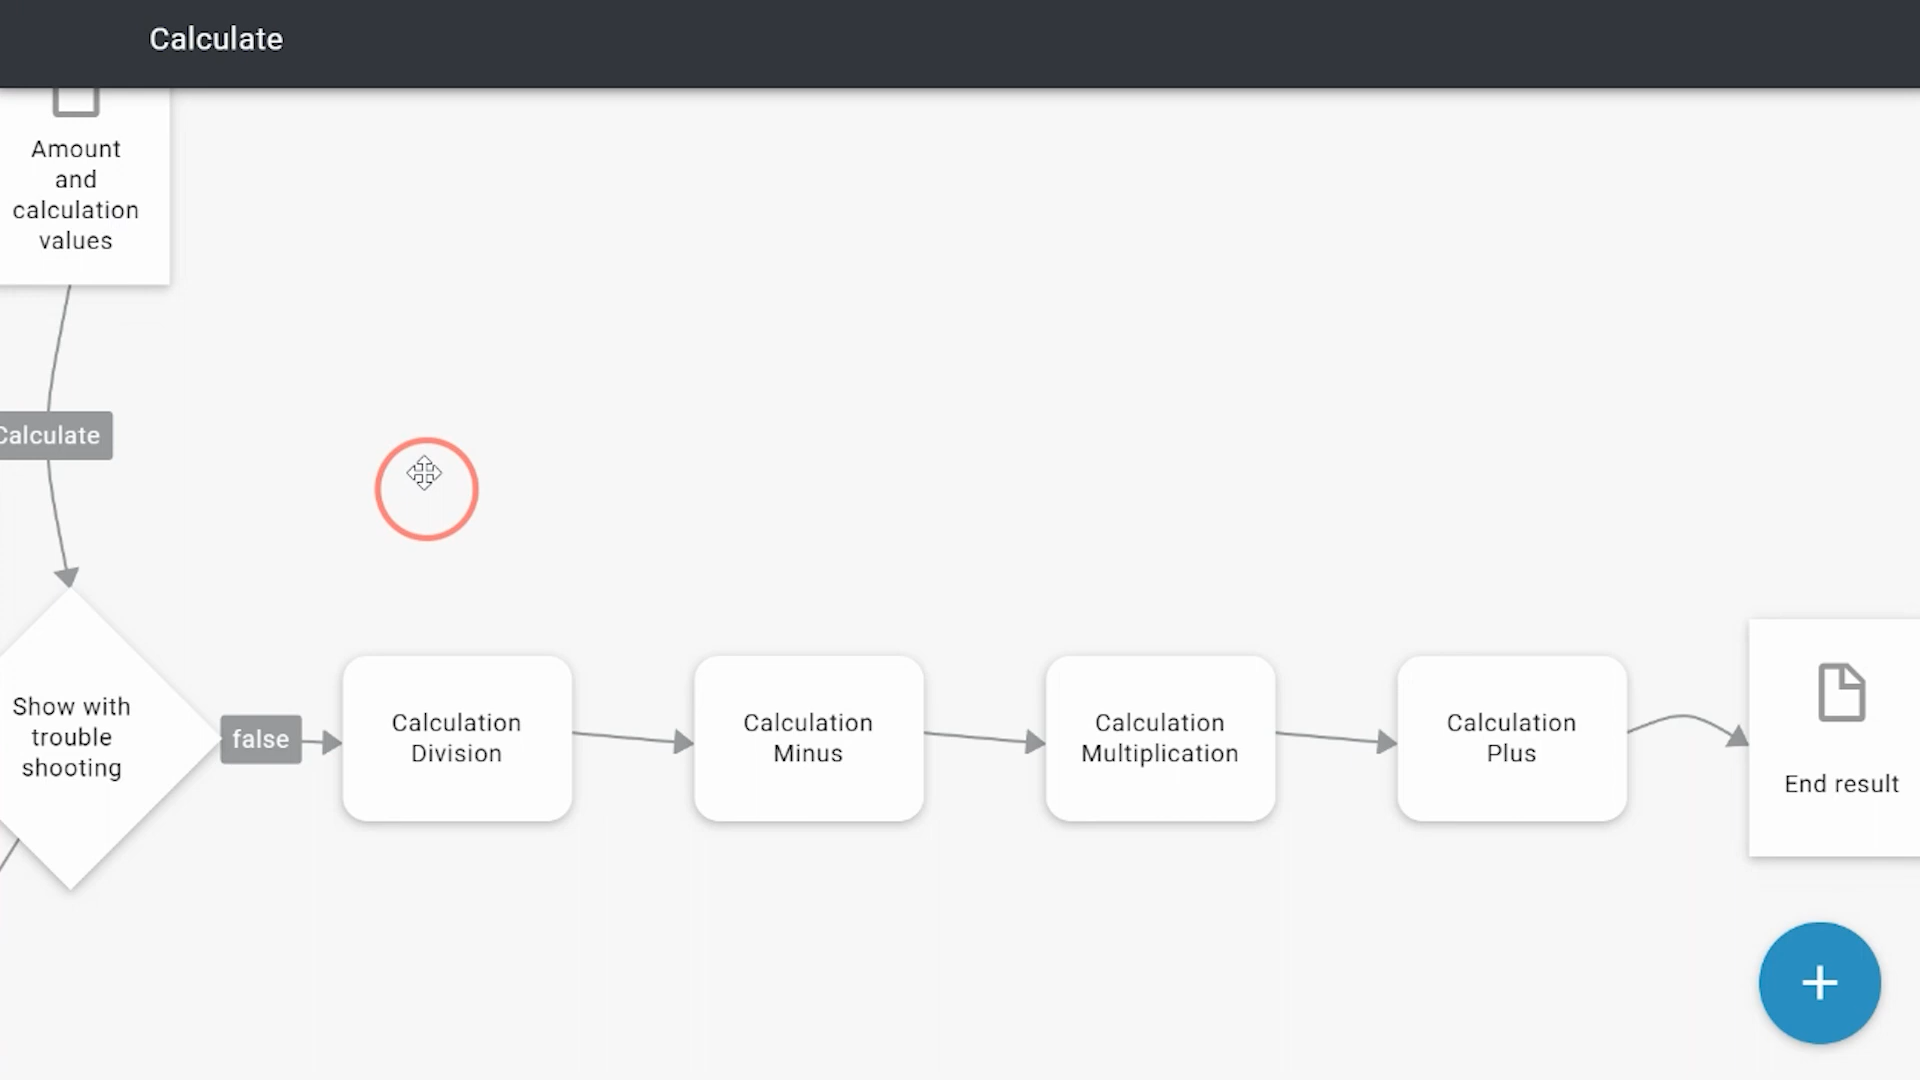 Calculate
Amount
and
calculation
values
Calculate
Show with
trouble
shooting
false
Calculation
Division
Calculation
Minus
Calculation
Multiplication
Calculation
Plus
End result